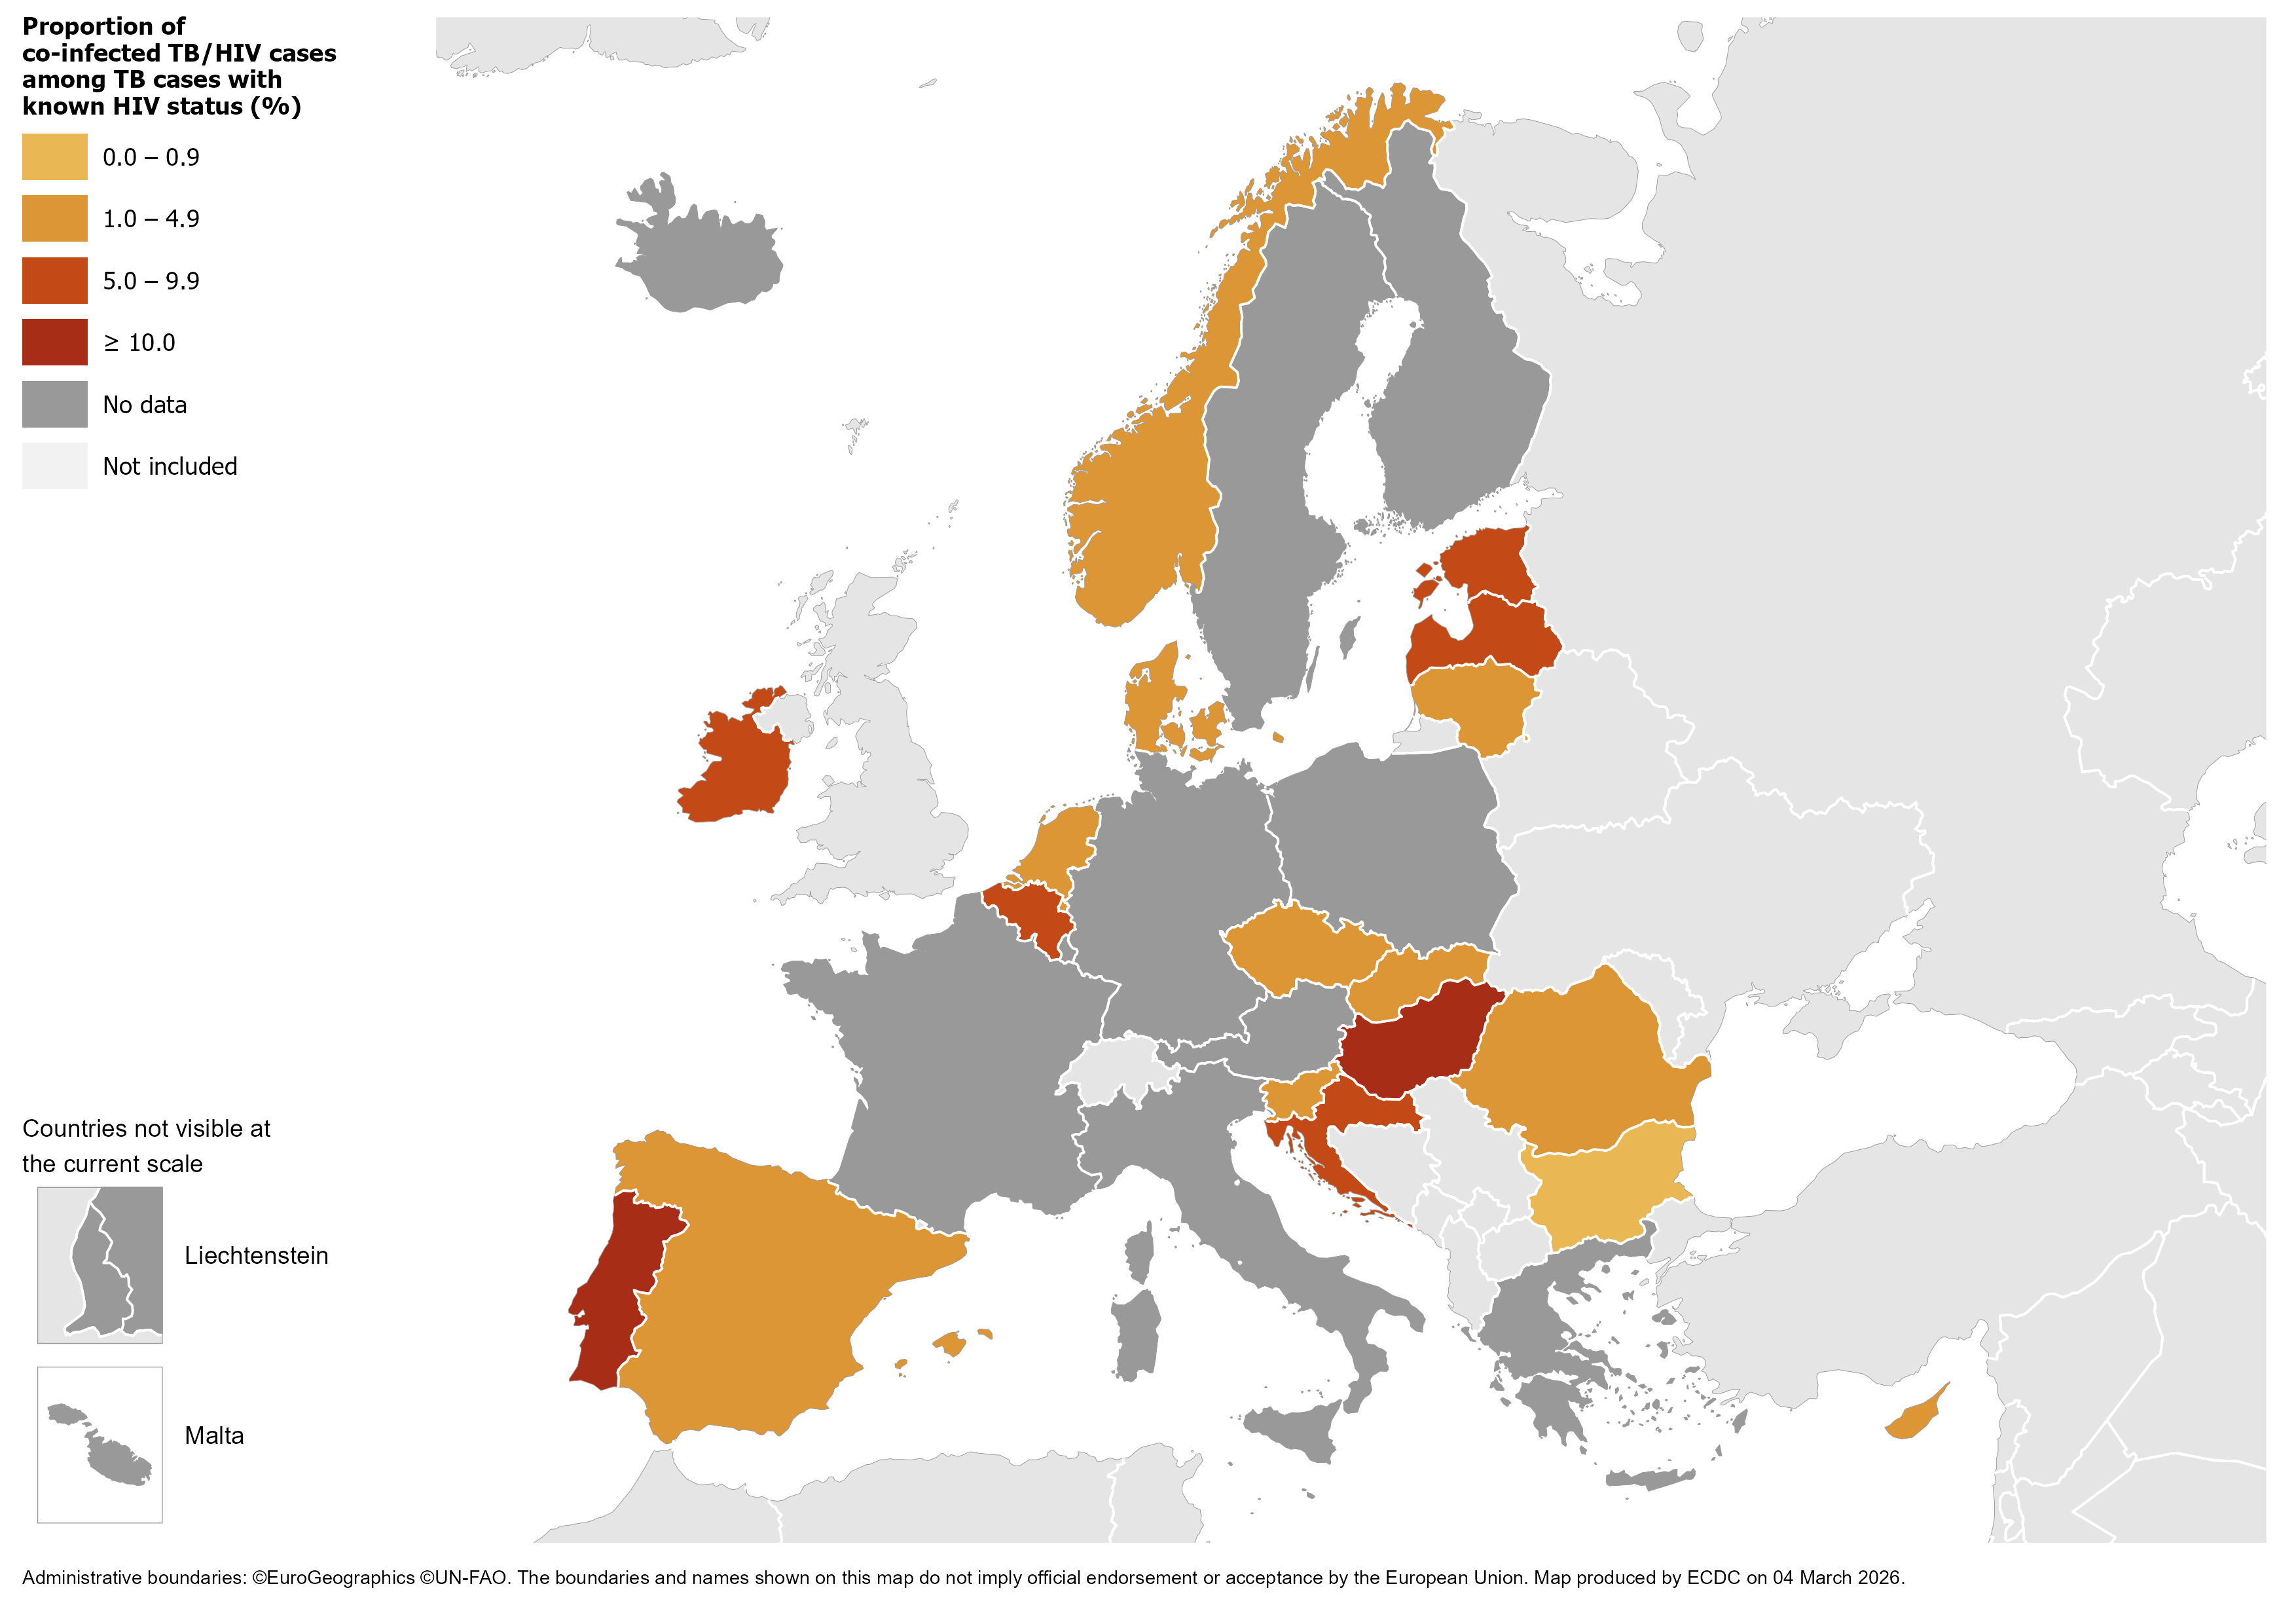 Proportion of
co-infected TB/HIV cases
among TB cases with
known HIV status (%)
0.0 – 0.9
1.0 – 4.9
5.0 – 9.9
≥ 10.0
No data
Not included
Countries not visible at
the current scale
Liechtenstein
Malta
Administrative boundaries: ©EuroGeographics ©UN-FAO. The boundaries and names shown on this map do not imply official endorsement or acceptance by the European Union. Map produced by ECDC on 04 March 2026.